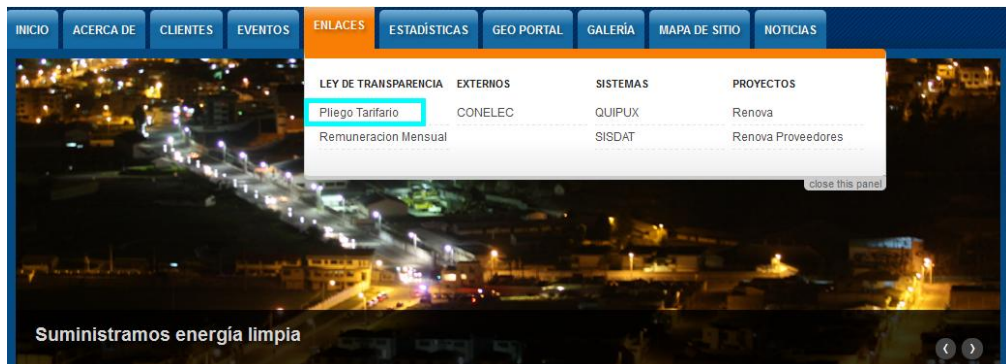 INICIO ACERCA DE CLIENTES EVENTOS ENLACES ESTADÍSTICAS GEO PORTAL GALERÍA MAPA DE SITIO NOTICIAS
LEY DE TRANSPARENCIA EXTERNOS SISTEMAS PROYECTOS
Pliego Tarifario CONELEC QUIPUX Renova
Remuneracion Mensual SISDAT Renova Proveedores
close this panel
Suministramos energía limpia